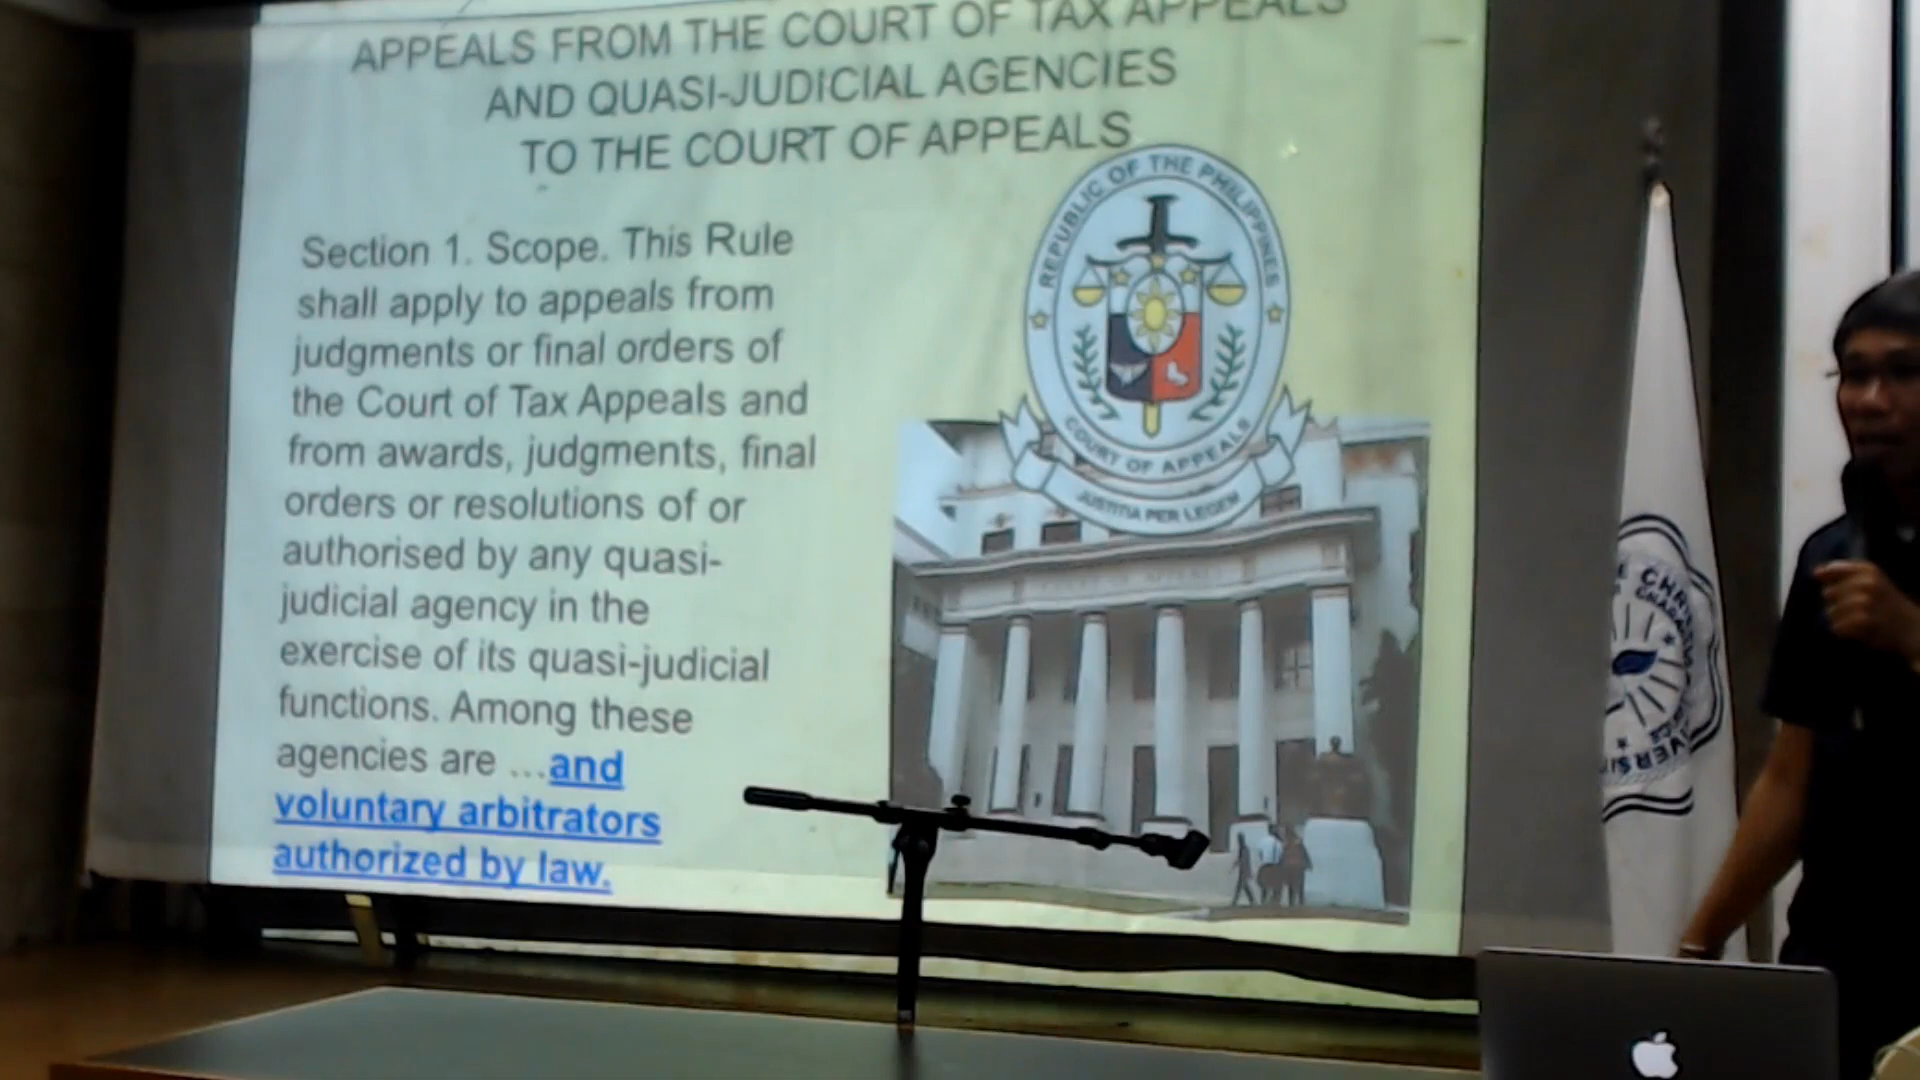 APPEALS FROM THE COURT OF TAX APPEALS
AND QUASI-JUDICIAL AGENCIES
TO THE COURT OF APPEALS
Section 1. Scope. This Rule
shall apply to appeals from
judgments or final orders of
the Court of Tax Appeals and
from awards, judgments, final
orders or resolutions of or
authorised by any quasi-
judicial agency in the
exercise of its quasi-judicial
functions. Among these
agencies are ...and
voluntary arbitrators
authorized by law.
REPUBLIC OF THE PHILIPPINES
COURT OF APPEALS
JUSTITIA PER LEGEM